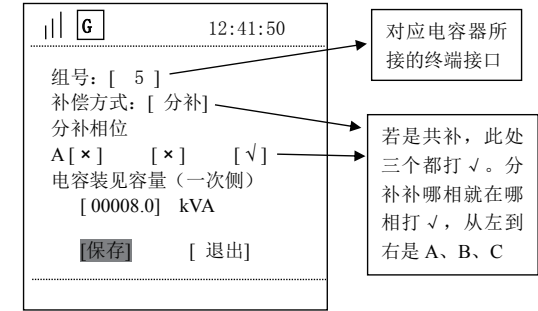 G 12:41:50
组号：[ 5 ]
补偿方式：[ 分补]
分补相位
A [ × ] [ × ] [ √ ]
电容装见容量（一次侧）
[ 00008.0] kVA
[保存] [ 退出]
对应电容器所
接的终端接口
若是共补，此处
三个都打 √ 。分
补补哪相就在哪
相打 √ ，从左到
右是 A、B、C